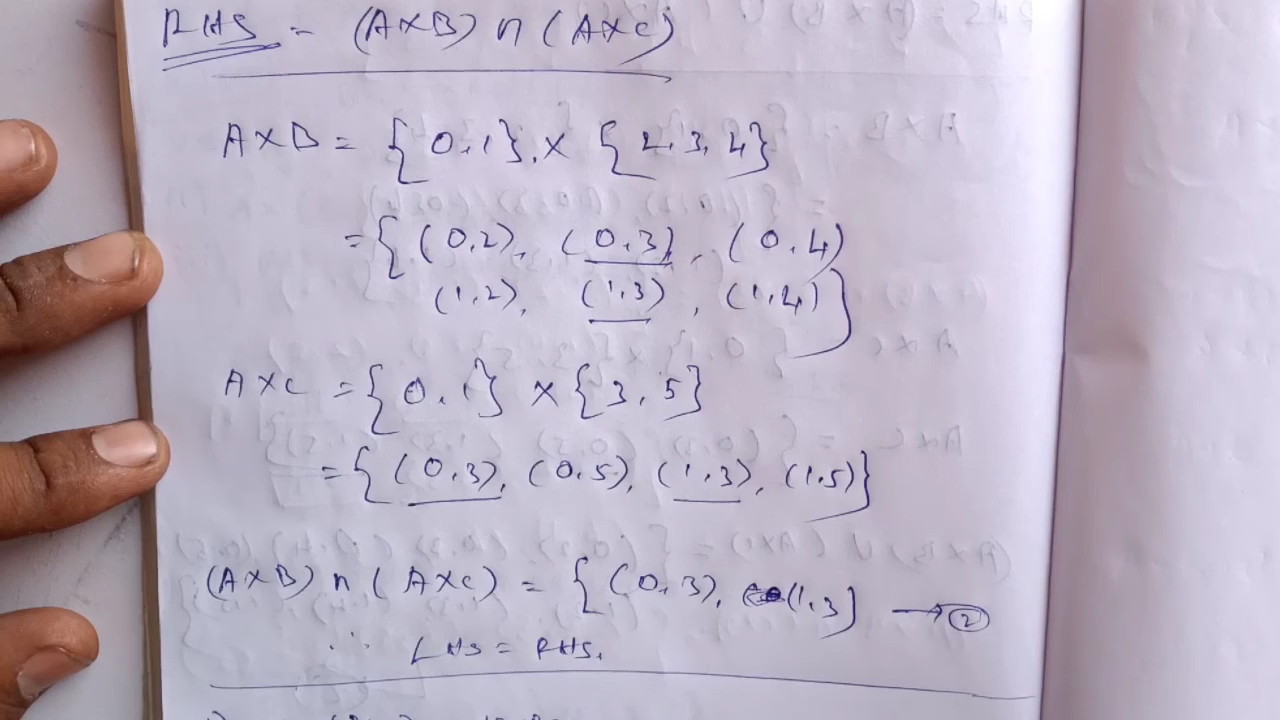 RHS = (A×B) ∩ (A×C)
A×B = {0,1} × {2,3,4}
= {(0,2), (0,3), (0,4)
(1,2), (1,3), (1,4)}
A×C = {0,1} × {3,5}
= {(0,3), (0,5), (1,3), (1,5)}
(A×B) ∩ (A×C) = {(0,3), (1,3} → ②
∴ LHS = RHS.